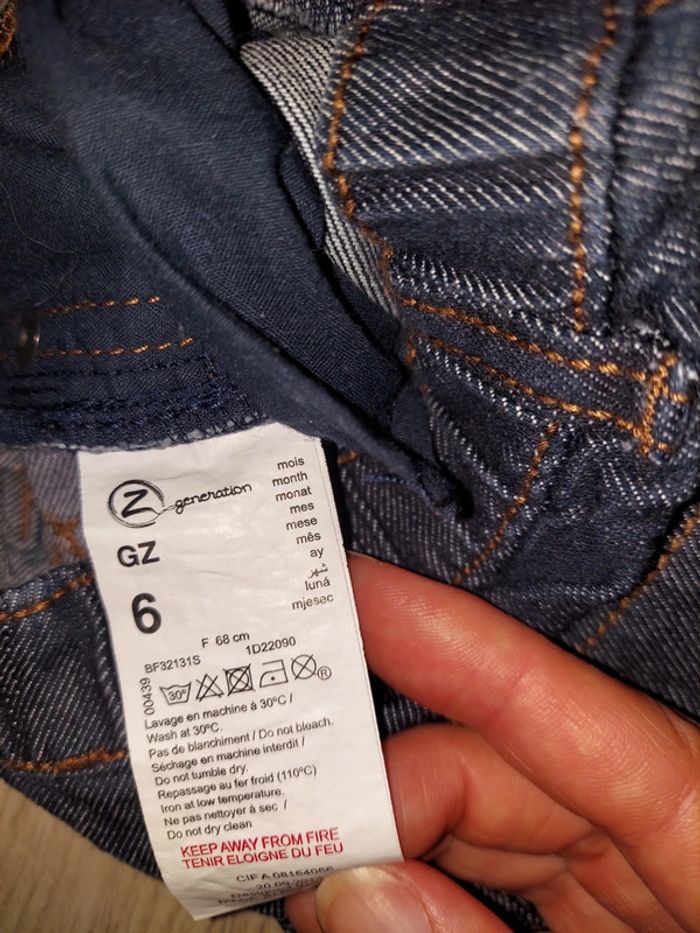 Z generation
mois
month
monat
mes
mese
mês
ay
شهر
luná
mjesec
GZ
6
F 68 cm
BF32131S 1D22090
00439
30°
®
Lavage en machine à 30°C /
Wash at 30°C.
Pas de blanchiment / Do not bleach.
Séchage en machine interdit /
Do not tumble dry.
Repassage au fer froid (110°C)
Iron at low temperature.
Ne pas nettoyer à sec /
Do not dry clean
KEEP AWAY FROM FIRE
TENIR ELOIGNE DU FEU
CIF A 08154056